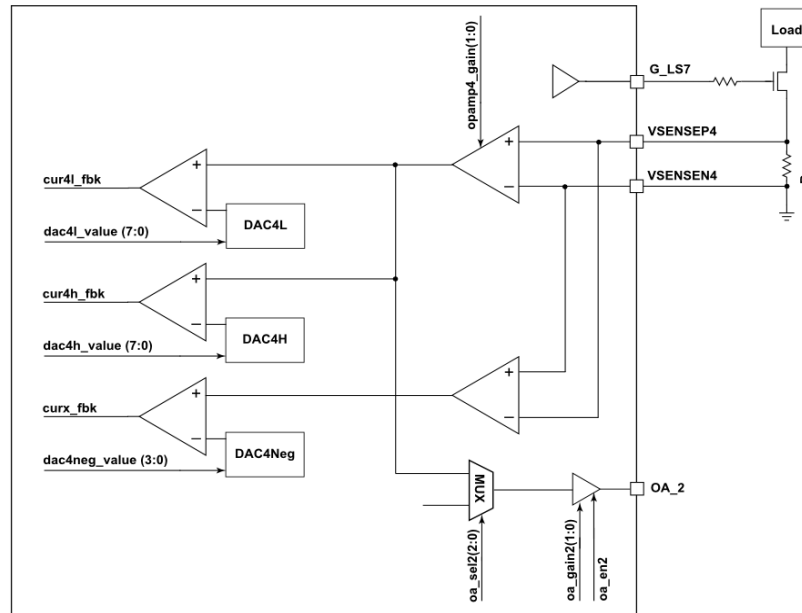 Load
opamp4_gain(1:0)
G_LS7
VSENSEP4
+
cur4l_fbk
+
−
VSENSEN4
−
DAC4L
dac4l_value (7:0)
+
cur4h_fbk
−
DAC4H
dac4h_value (7:0)
+
+
curx_fbk
−
−
DAC4Neg
dac4neg_value (3:0)
MUX
OA_2
oa_sel2(2:0)
oa_gain2(1:0)
oa_en2